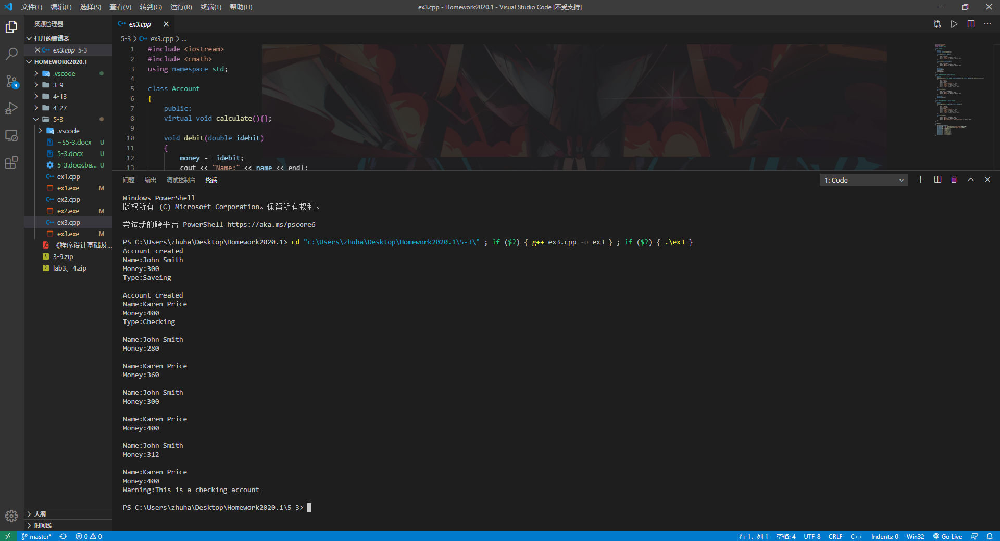 文件(F) 编辑(E) 选择(S) 查看(V) 转到(G) 运行(R) 终端(T) 帮助(H) ex3.cpp - Homework2020.1 - Visual Studio Code [不受支持]
资源管理器
打开的编辑器
ex3.cpp 5-3
HOMEWORK2020.1
.vscode
3-9
4-13
4-27
5-3
.vscode
~$5-3.docx U
5-3.docx U
5-3.docx.ba... U
ex1.cpp
ex1.exe M
ex2.cpp
ex2.exe M
ex3.cpp
ex3.exe M
《程序设计基础及...
3-9.zip
lab3、4.zip
大纲
时间线
9
ex3.cpp
5-3 > ex3.cpp > ...
1 #include <iostream>
2 #include <cmath>
3 using namespace std;
4
5 class Account
6 {
7 public:
8 virtual void calculate(){};
9
10 void debit(double idebit)
11 {
12 money -= idebit;
13 cout << "Name:" << name << endl;
问题 输出 调试控制台 终端 1: Code
Windows PowerShell
版权所有 (C) Microsoft Corporation。保留所有权利。
尝试新的跨平台 PowerShell https://aka.ms/pscore6
PS C:\Users\zhuha\Desktop\Homework2020.1> cd "c:\Users\zhuha\Desktop\Homework2020.1\5-3\" ; if ($?) { g++ ex3.cpp -o ex3 } ; if ($?) { .\ex3 }
Account created
Name:John Smith
Money:300
Type:Saveing
Account created
Name:Karen Price
Money:400
Type:Checking
Name:John Smith
Money:280
Name:Karen Price
Money:360
Name:John Smith
Money:300
Name:Karen Price
Money:400
Name:John Smith
Money:312
Name:Karen Price
Money:400
Warning:This is a checking account
PS C:\Users\zhuha\Desktop\Homework2020.1\5-3>
master* 0 0 行 1，列 1 空格: 4 UTF-8 CRLF C++ Indents: 0 Win32 Go Live